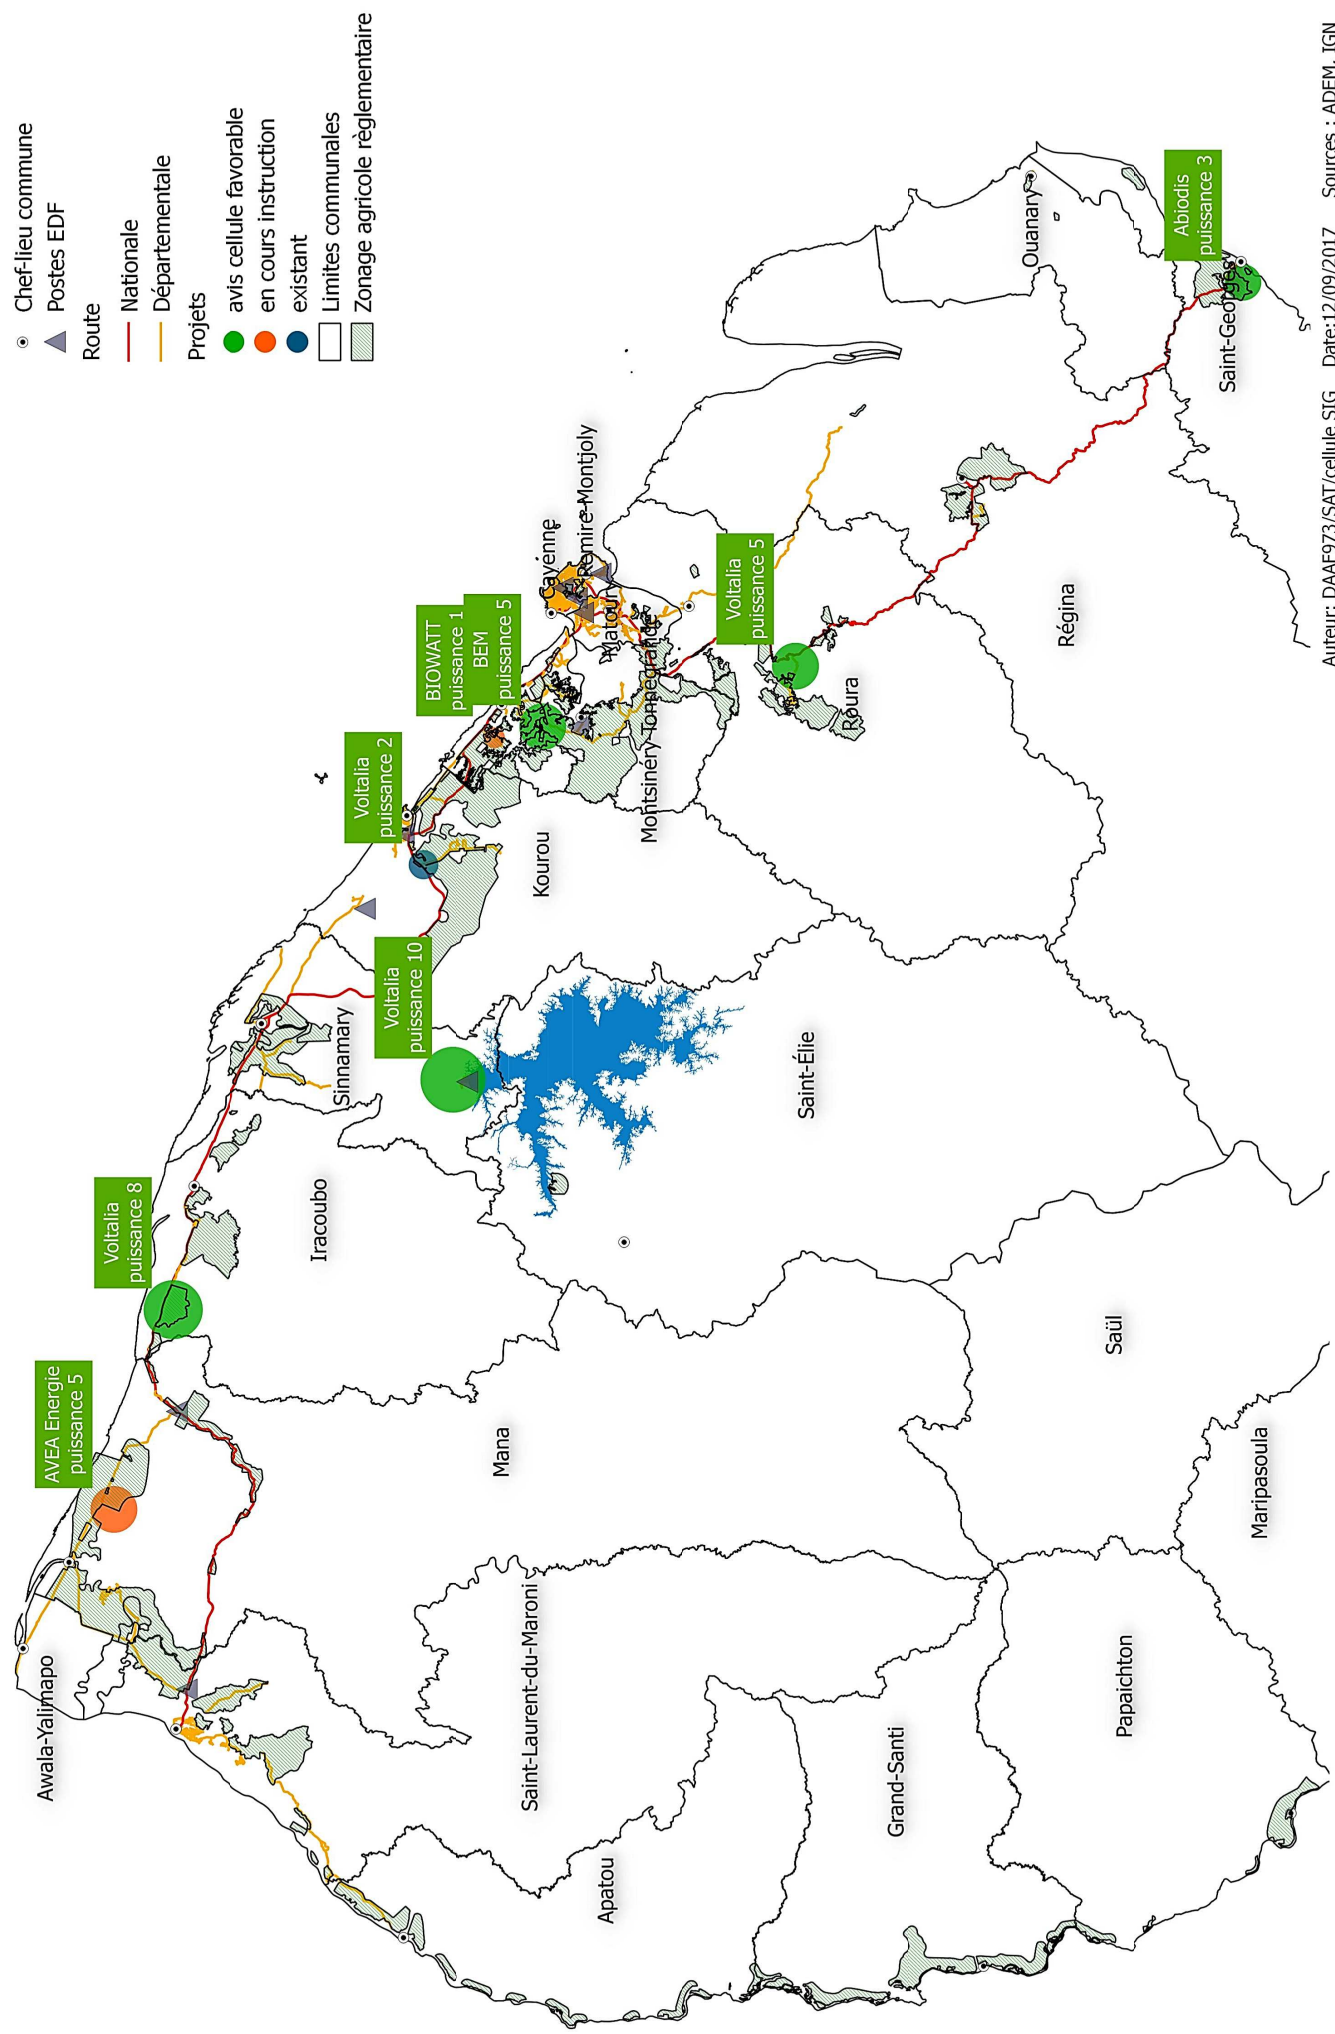 Chef-lieu commune
Postes EDF
Route
Nationale
Départementale
Projets
avis cellule favorable
en cours instruction
existant
Limites communales
Zonage agricole règlementaire
AVEA Energie
puissance 5
Voltalia
puissance 8
Voltalia
puissance 10
Voltalia
puissance 2
BIOWATT
puissance 1
BEM
puissance 5
Voltalia
puissance 5
Abiodis
puissance 3
Awala-Yalimapo
Mana
Iracoubo
Sinnamary
Kourou
Cayenne
Remire-Montjoly
Matoury
Montsinery-Tonnegrande
Roura
Régina
Ouanary
Saint-Georges
Saint-Élie
Saint-Laurent-du-Maroni
Apatou
Grand-Santi
Papaichton
Saül
Maripasoula
Auteur: DAAF973/SAT/cellule SIG Date:12/09/2017 Sources : ADEM, IGN